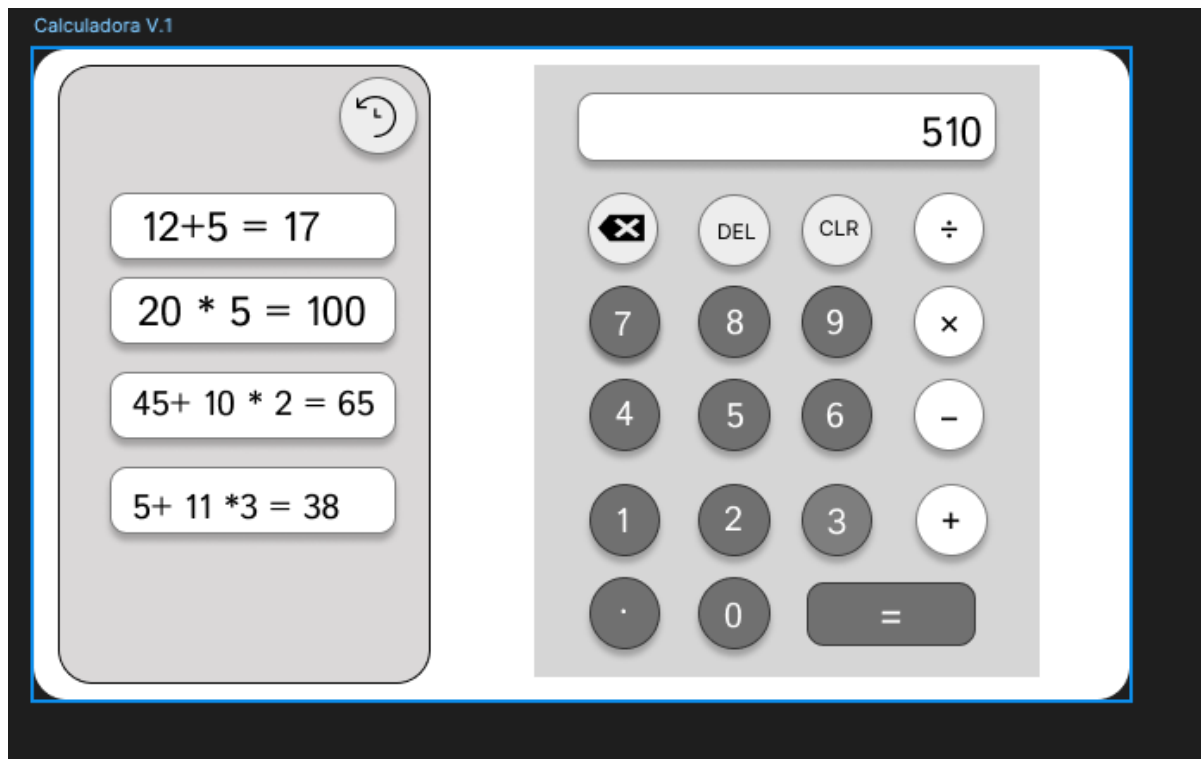 Calculadora V.1
12+5 = 17
20 * 5 = 100
45+ 10 * 2 = 65
5+ 11 *3 = 38
510
DEL CLR ÷
7 8 9 ×
4 5 6 −
1 2 3 +
. 0 =